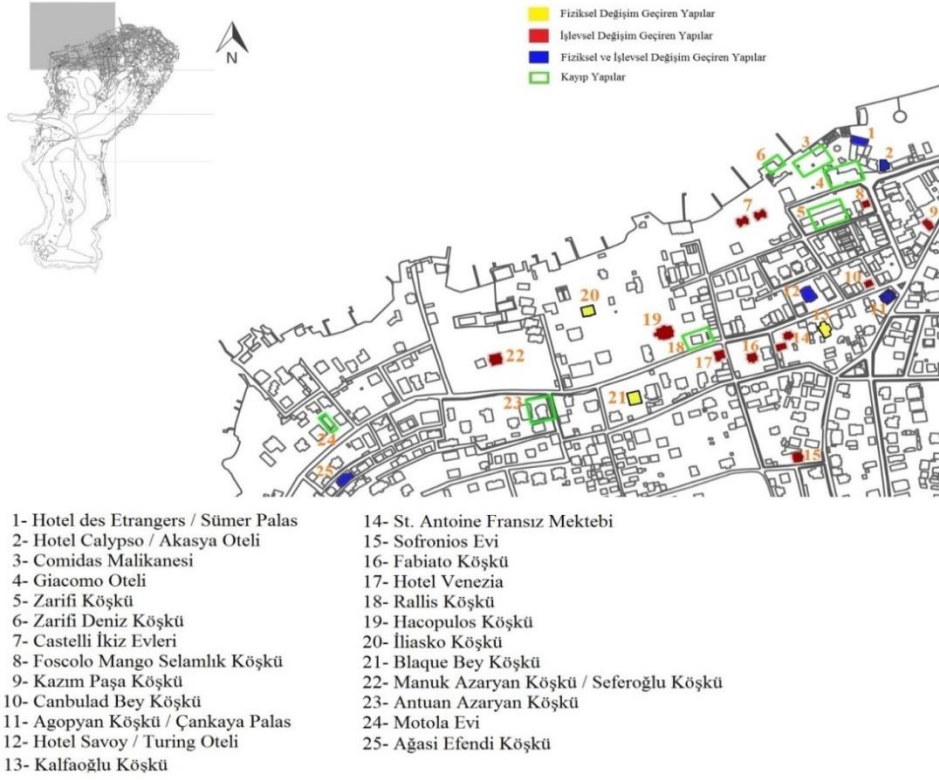 N
Fiziksel Değişim Geçiren Yapılar
İşlevsel Değişim Geçiren Yapılar
Fiziksel ve İşlevsel Değişim Geçiren Yapılar
Kayıp Yapılar
1
2
3
4
5
6
7
8
9
10
11
12
13
14
15
16
17
18
19
20
21
22
23
24
25
1- Hotel des Etrangers / Sümer Palas
2- Hotel Calypso / Akasya Oteli
3- Comidas Malikanesi
4- Giacomo Oteli
5- Zarifi Köşkü
6- Zarifi Deniz Köşkü
7- Castelli İkiz Evleri
8- Foscolo Mango Selamlık Köşkü
9- Kazım Paşa Köşkü
10- Canbulad Bey Köşkü
11- Agopyan Köşkü / Çankaya Palas
12- Hotel Savoy / Turing Oteli
13- Kalfaoğlu Köşkü
14- St. Antoine Fransız Mektebi
15- Sofronios Evi
16- Fabiato Köşkü
17- Hotel Venezia
18- Rallis Köşkü
19- Hacopulos Köşkü
20- İliasko Köşkü
21- Blaque Bey Köşkü
22- Manuk Azaryan Köşkü / Seferoğlu Köşkü
23- Antuan Azaryan Köşkü
24- Motola Evi
25- Ağasi Efendi Köşkü